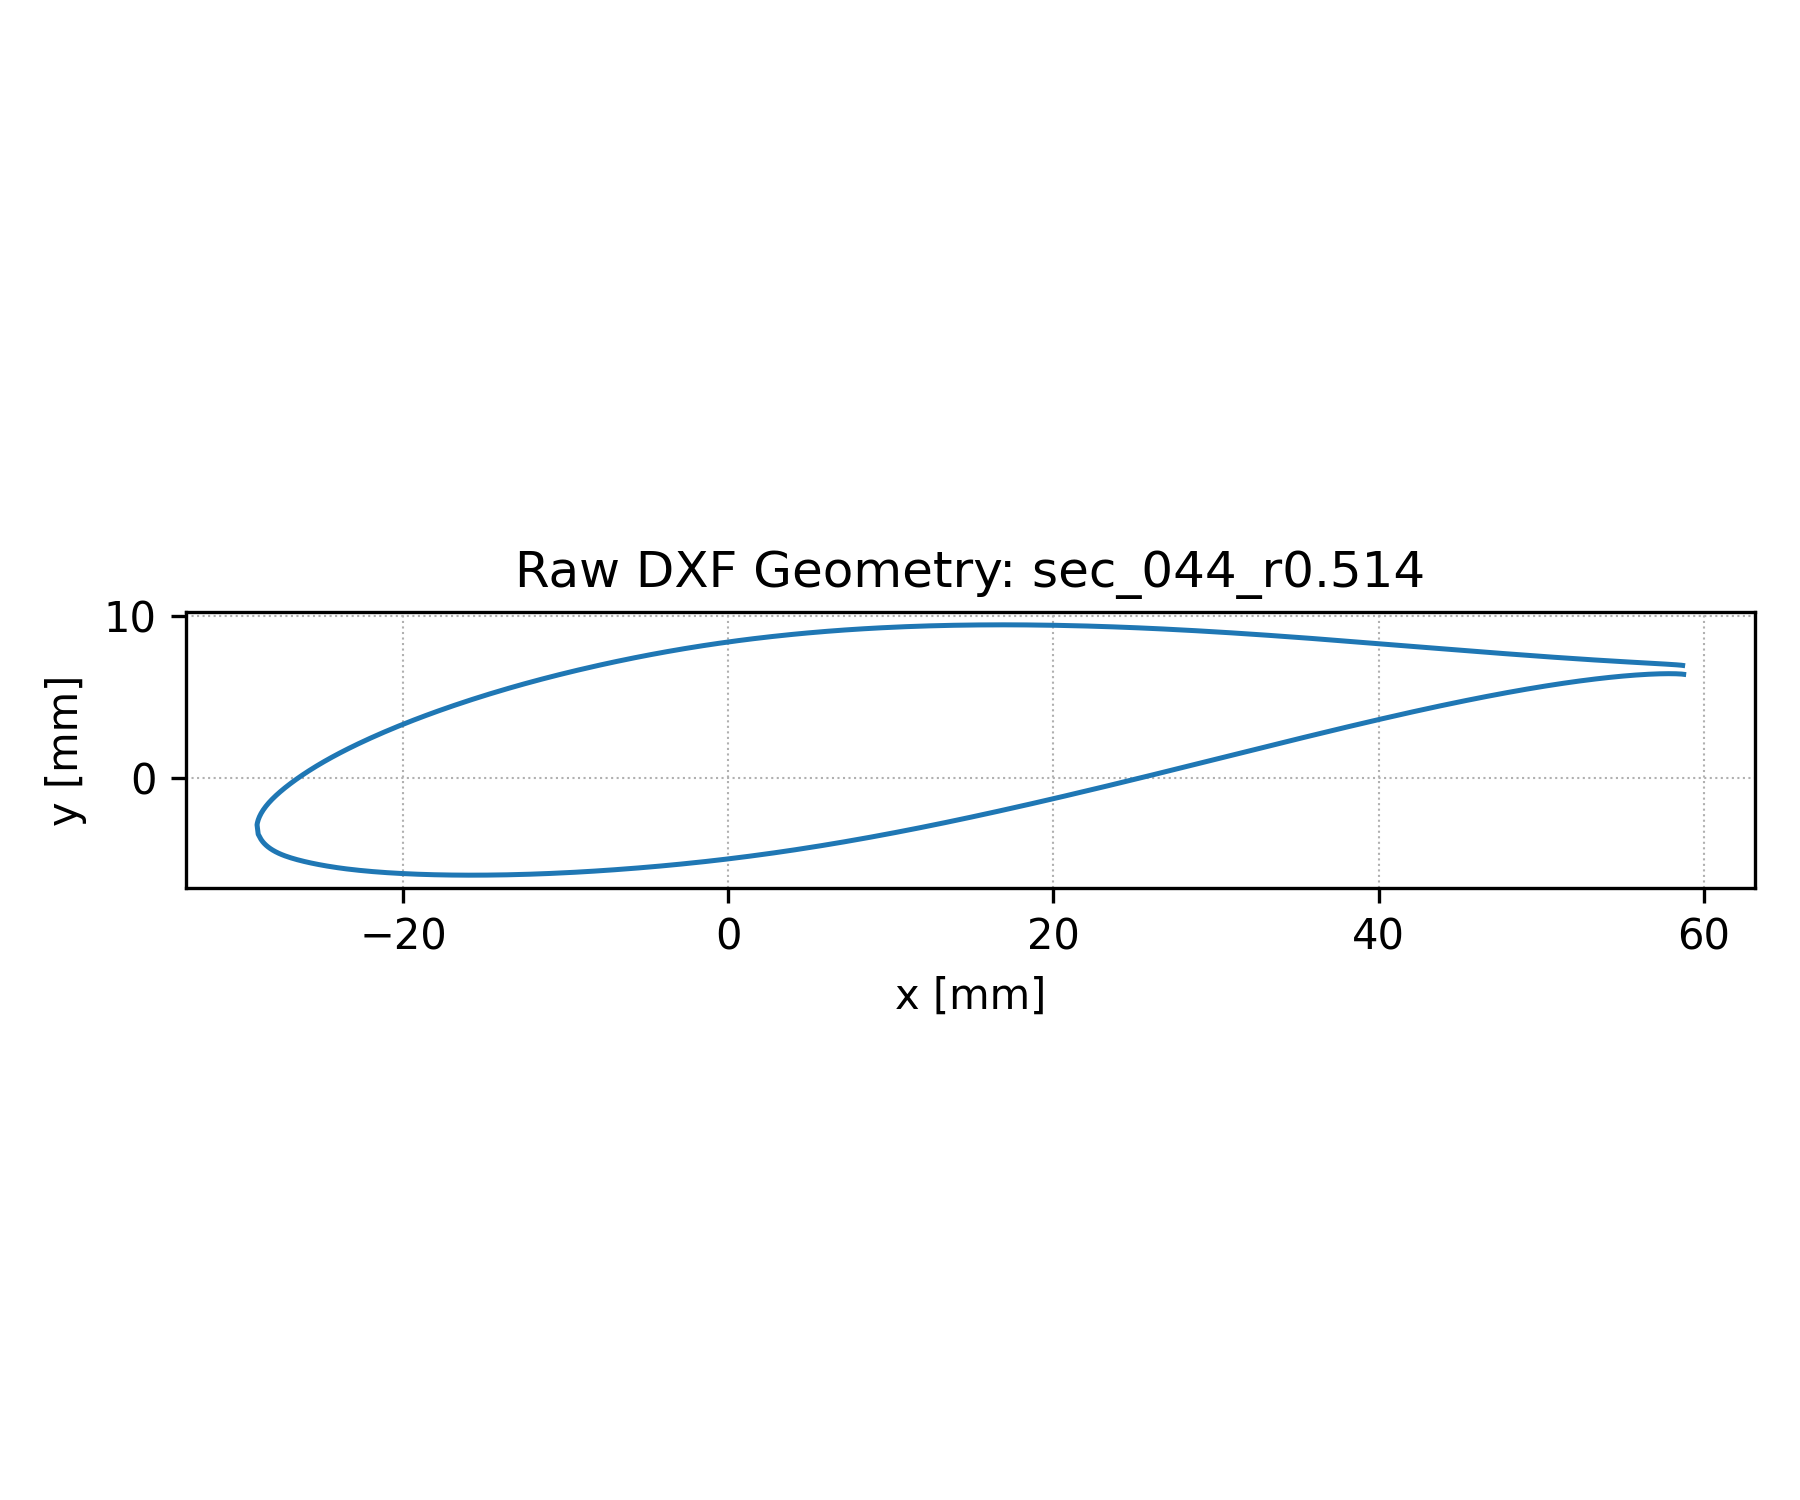 Raw DXF Geometry: sec_044_r0.514
10
0
y [mm]
−20 0 20 40 60
x [mm]